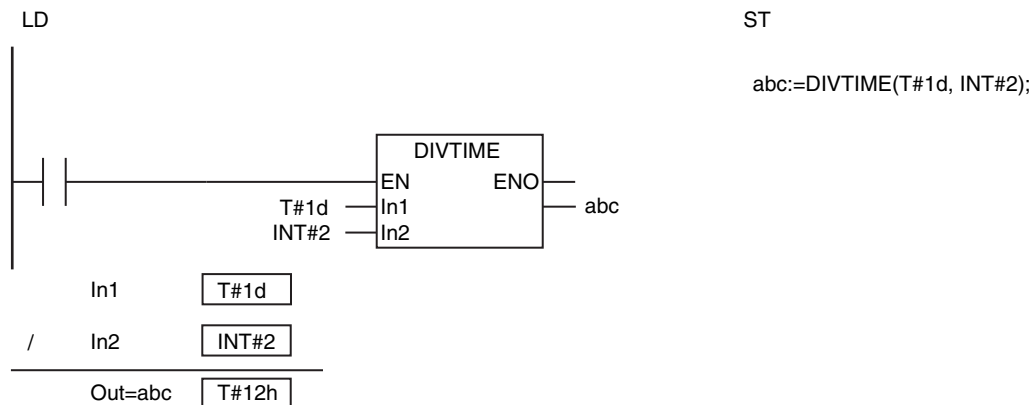 LD
ST
abc:=DIVTIME(T#1d, INT#2);
DIVTIME
EN ENO
T#1d In1 abc
INT#2 In2
In1 T#1d
/ In2 INT#2
Out=abc T#12h